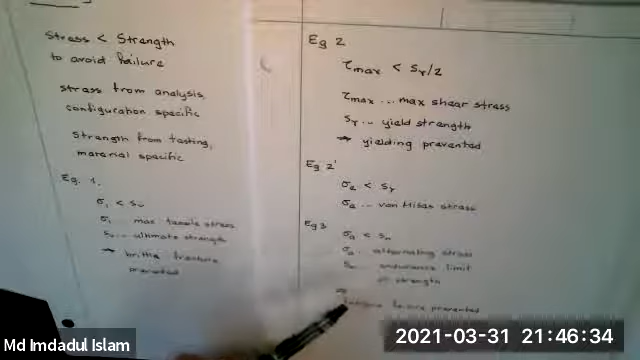 Stress < Strength
to avoid failure
stress from analysis,
configuration specific
Strength from testing,
material specific
Eg. 1.
σ₁ < Su
σ₁ ... max tensile stress
Su .. ultimate strength
→ brittle fracture
prevented
Eg 2
τmax < Sy/2
τmax ... max shear stress
Sy ... yield strength
→ yielding prevented
Eg 2'
σe < Sy
σe ... von Mises stress
Eg 3
σa < Sn
σa .. alternating stress
Sn ... endurance limit
strength
failure prevented
Md Imdadul Islam
2021-03-31 21:46:34